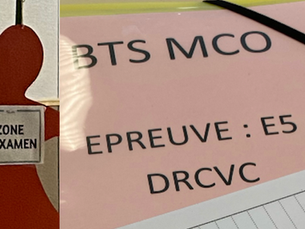 ZONE
EXAMEN
BTS MCO
EPREUVE : E5
DRCVC